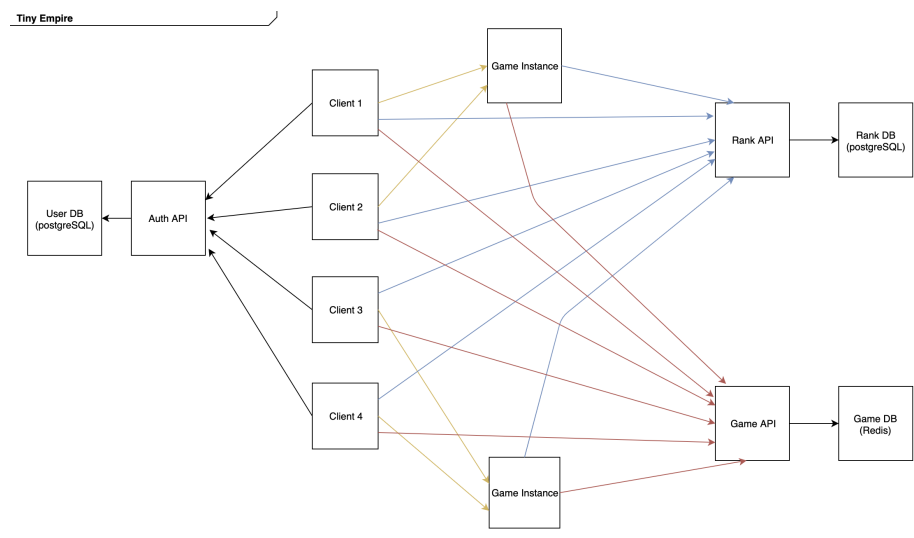 Tiny Empire
Game Instance
Client 1
Rank API
Rank DB
(postgreSQL)
Client 2
User DB
(postgreSQL)
Auth API
Client 3
Client 4
Game API
Game DB
(Redis)
Game Instance